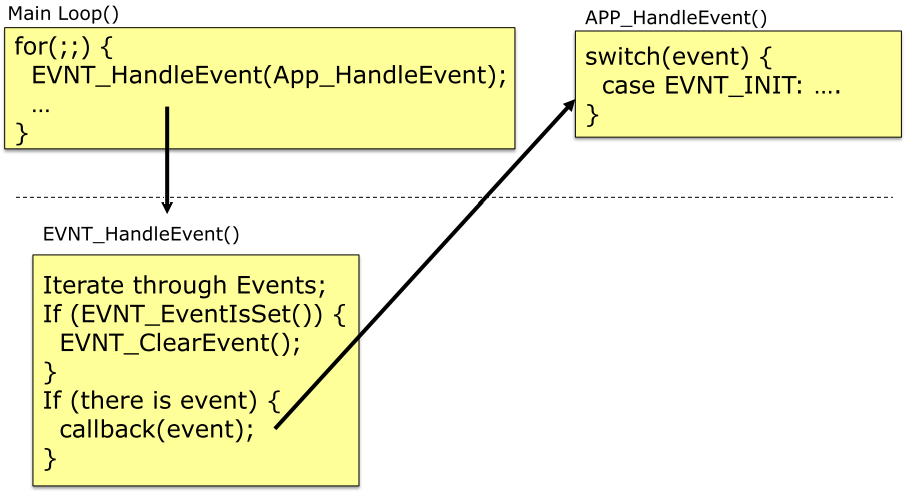 Main Loop()
for(;;) {
EVNT_HandleEvent(App_HandleEvent);
…
}
APP_HandleEvent()
switch(event) {
case EVNT_INIT: ….
}
EVNT_HandleEvent()
Iterate through Events;
If (EVNT_EventIsSet()) {
EVNT_ClearEvent();
}
If (there is event) {
callback(event);
}